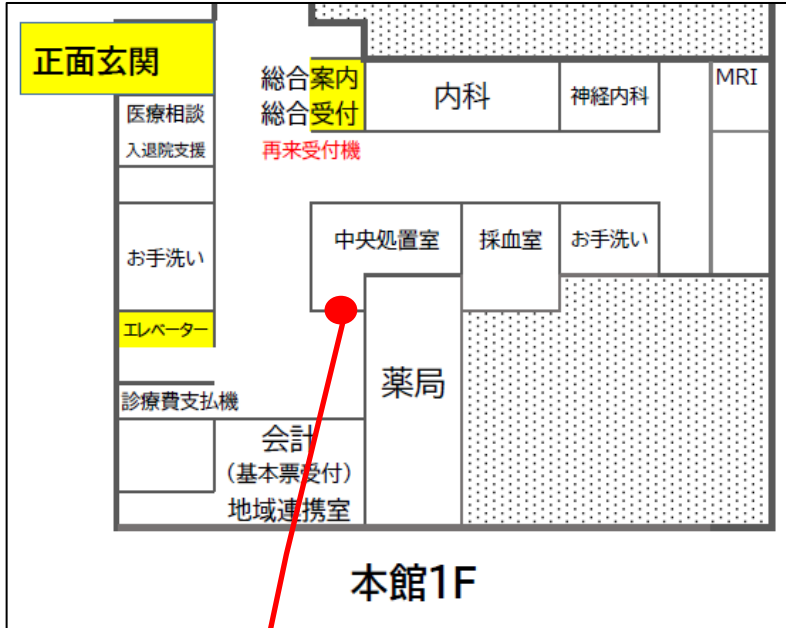 正面玄関
総合案内
総合受付
再来受付機
内科
神経内科
MRI
医療相談
入退院支援
お手洗い
中央処置室
採血室
お手洗い
エレベーター
薬局
診療費支払機
会計
（基本票受付）
地域連携室
本館1F